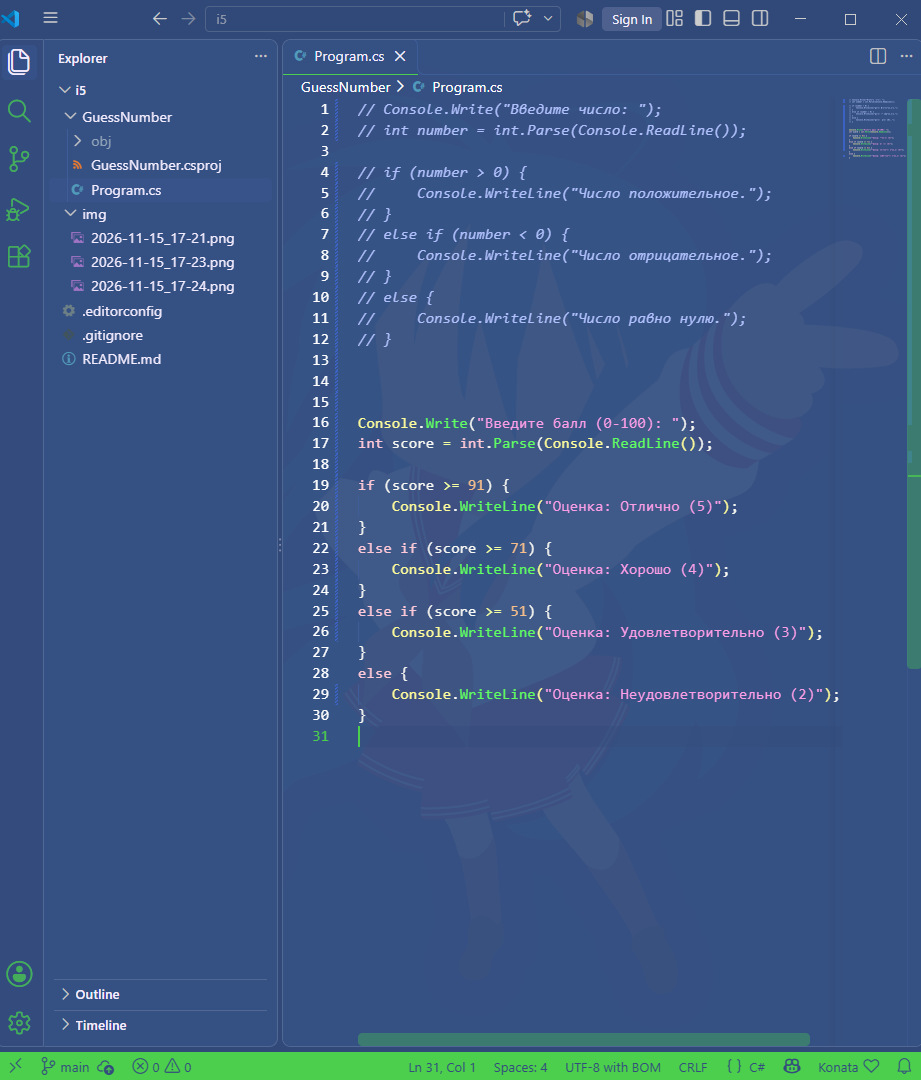 i5
Sign In
Explorer
i5
GuessNumber
obj
GuessNumber.csproj
Program.cs
img
2026-11-15_17-21.png
2026-11-15_17-23.png
2026-11-15_17-24.png
.editorconfig
.gitignore
README.md
Outline
Timeline
Program.cs
GuessNumber > Program.cs
1 // Console.Write("Введите число: ");
2 // int number = int.Parse(Console.ReadLine());
3
4 // if (number > 0) {
5 //     Console.WriteLine("Число положительное.");
6 // }
7 // else if (number < 0) {
8 //     Console.WriteLine("Число отрицательное.");
9 // }
10 // else {
11 //     Console.WriteLine("Число равно нулю.");
12 // }
13
14
15
16 Console.Write("Введите балл (0-100): ");
17 int score = int.Parse(Console.ReadLine());
18
19 if (score >= 91) {
20     Console.WriteLine("Оценка: Отлично (5)");
21 }
22 else if (score >= 71) {
23     Console.WriteLine("Оценка: Хорошо (4)");
24 }
25 else if (score >= 51) {
26     Console.WriteLine("Оценка: Удовлетворительно (3)");
27 }
28 else {
29     Console.WriteLine("Оценка: Неудовлетворительно (2)");
30 }
31
main 0 0 Ln 31, Col 1 Spaces: 4 UTF-8 with BOM CRLF {} C# Konata